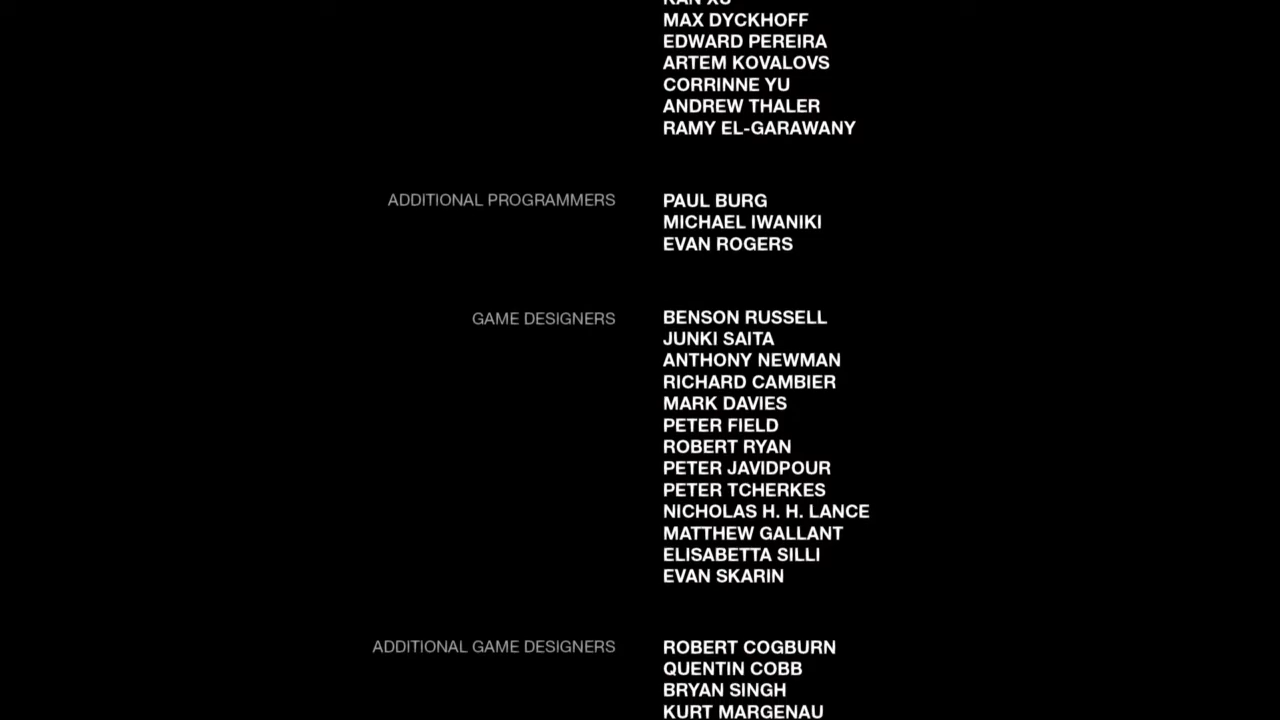 RAN XU
MAX DYCKHOFF
EDWARD PEREIRA
ARTEM KOVALOVS
CORRINNE YU
ANDREW THALER
RAMY EL-GARAWANY
ADDITIONAL PROGRAMMERS PAUL BURG
MICHAEL IWANIKI
EVAN ROGERS
GAME DESIGNERS BENSON RUSSELL
JUNKI SAITA
ANTHONY NEWMAN
RICHARD CAMBIER
MARK DAVIES
PETER FIELD
ROBERT RYAN
PETER JAVIDPOUR
PETER TCHERKES
NICHOLAS H. H. LANCE
MATTHEW GALLANT
ELISABETTA SILLI
EVAN SKARIN
ADDITIONAL GAME DESIGNERS ROBERT COGBURN
QUENTIN COBB
BRYAN SINGH
KURT MARGENAU